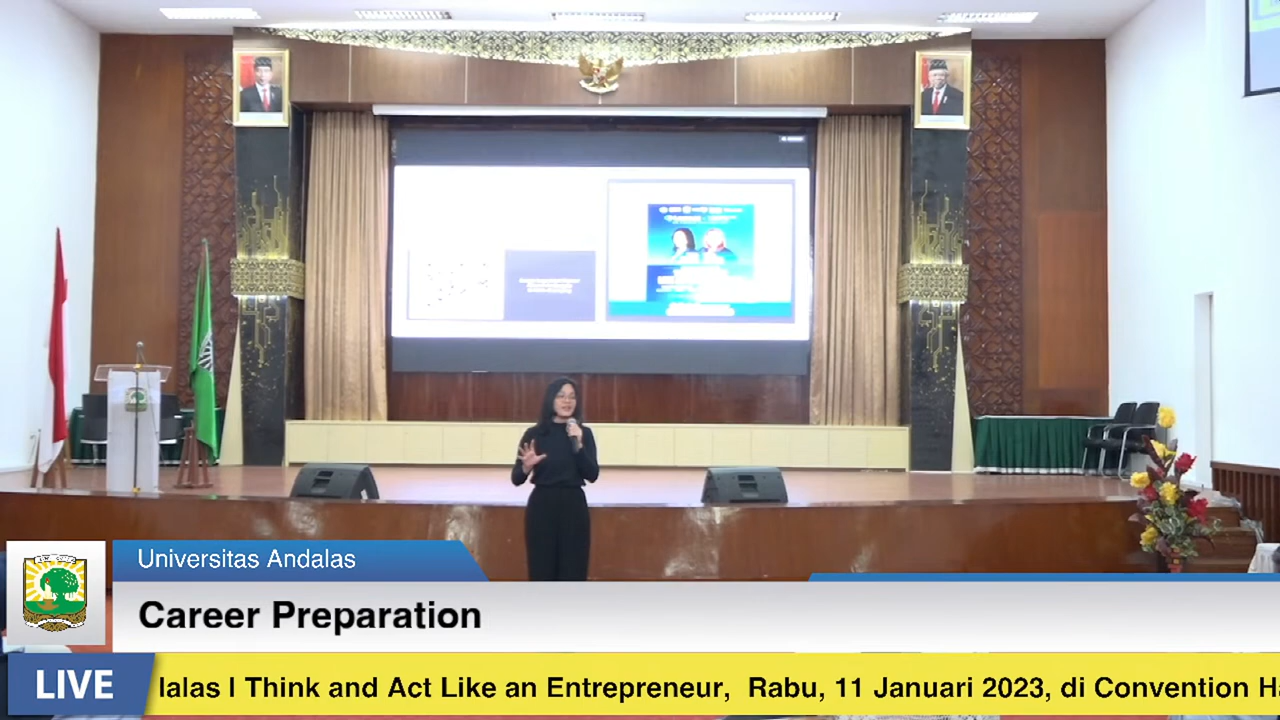 Universitas Andalas
Career Preparation
LIVE
lalas | Think and Act Like an Entrepreneur, Rabu, 11 Januari 2023, di Convention Ha